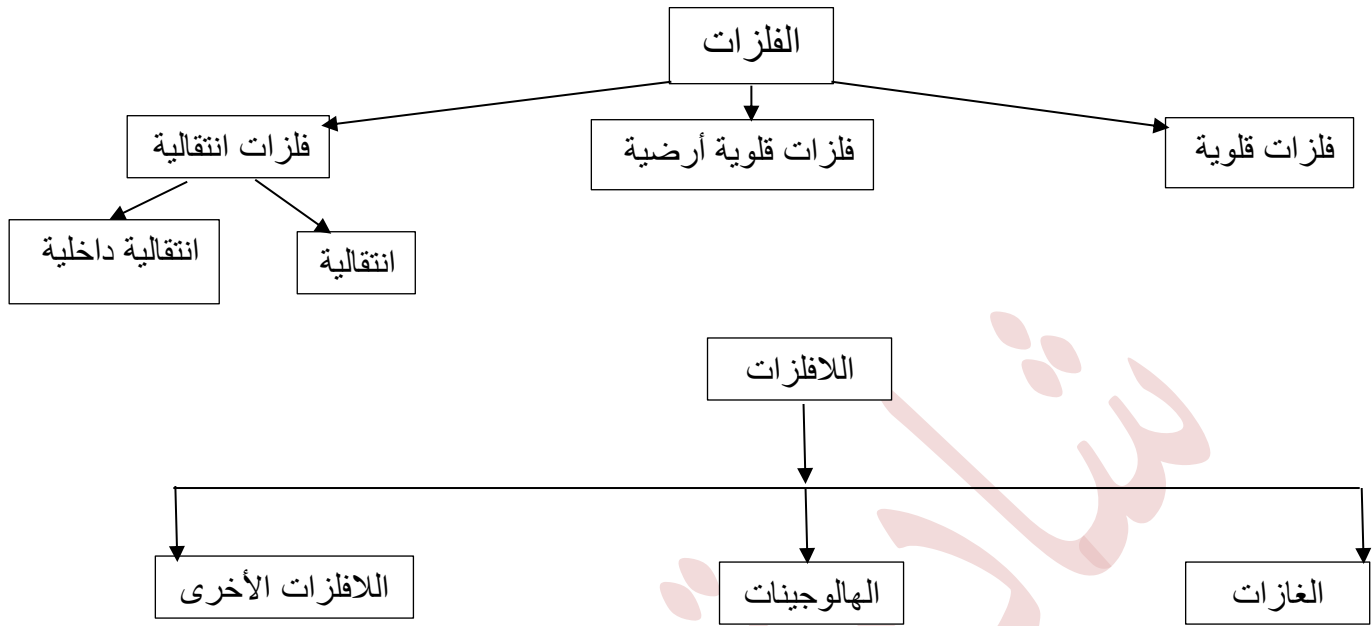 الفلزات
فلزات قلوية
فلزات قلوية أرضية
فلزات انتقالية
انتقالية
انتقالية داخلية
اللافلزات
الغازات
الهالوجينات
اللافلزات الأخرى